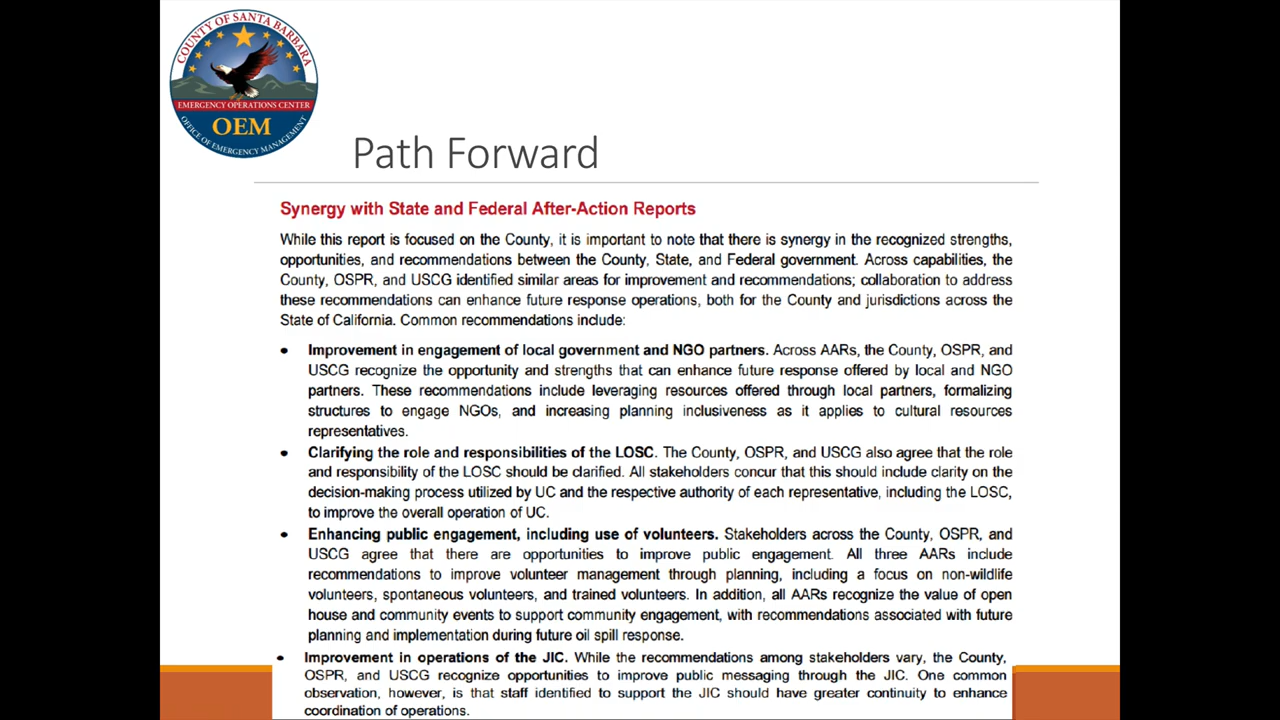 COUNTY OF SANTA BARBARA
EMERGENCY OPERATIONS CENTER
OEM
OFFICE OF EMERGENCY MANAGEMENT
Path Forward
Synergy with State and Federal After-Action Reports
While this report is focused on the County, it is important to note that there is synergy in the recognized strengths,
opportunities, and recommendations between the County, State, and Federal government. Across capabilities, the
County, OSPR, and USCG identified similar areas for improvement and recommendations; collaboration to address
these recommendations can enhance future response operations, both for the County and jurisdictions across the
State of California. Common recommendations include:
• Improvement in engagement of local government and NGO partners. Across AARs, the County, OSPR, and
USCG recognize the opportunity and strengths that can enhance future response offered by local and NGO
partners. These recommendations include leveraging resources offered through local partners, formalizing
structures to engage NGOs, and increasing planning inclusiveness as it applies to cultural resources
representatives.
• Clarifying the role and responsibilities of the LOSC. The County, OSPR, and USCG also agree that the role
and responsibility of the LOSC should be clarified. All stakeholders concur that this should include clarity on the
decision-making process utilized by UC and the respective authority of each representative, including the LOSC,
to improve the overall operation of UC.
• Enhancing public engagement, including use of volunteers. Stakeholders across the County, OSPR, and
USCG agree that there are opportunities to improve public engagement. All three AARs include
recommendations to improve volunteer management through planning, including a focus on non-wildlife
volunteers, spontaneous volunteers, and trained volunteers. In addition, all AARs recognize the value of open
house and community events to support community engagement, with recommendations associated with future
planning and implementation during future oil spill response.
• Improvement in operations of the JIC. While the recommendations among stakeholders vary, the County,
OSPR, and USCG recognize opportunities to improve public messaging through the JIC. One common
observation, however, is that staff identified to support the JIC should have greater continuity to enhance
coordination of operations.